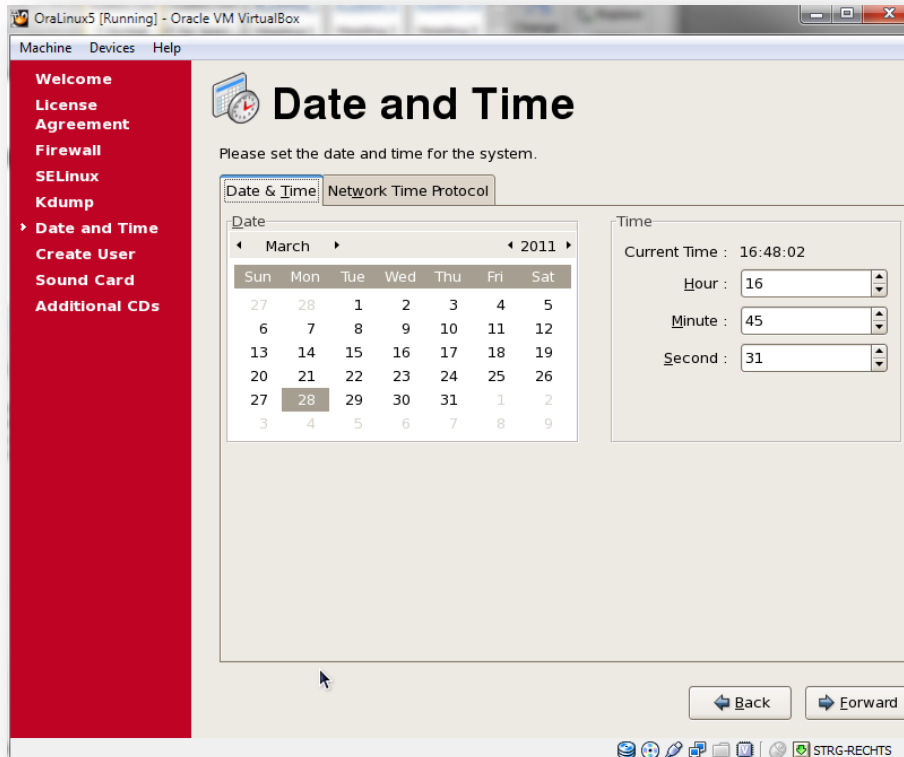 OraLinux5 [Running] - Oracle VM VirtualBox
Machine Devices Help
Welcome
License
Agreement
Firewall
SELinux
Kdump
Date and Time
Create User
Sound Card
Additional CDs
Date and Time
Please set the date and time for the system.
Date & Time Network Time Protocol
Date
March 2011
Sun Mon Tue Wed Thu Fri Sat
27 28 1 2 3 4 5
6 7 8 9 10 11 12
13 14 15 16 17 18 19
20 21 22 23 24 25 26
27 28 29 30 31 1 2
3 4 5 6 7 8 9
Time
Current Time : 16:48:02
Hour : 16
Minute : 45
Second : 31
Back Forward
STRG-RECHTS